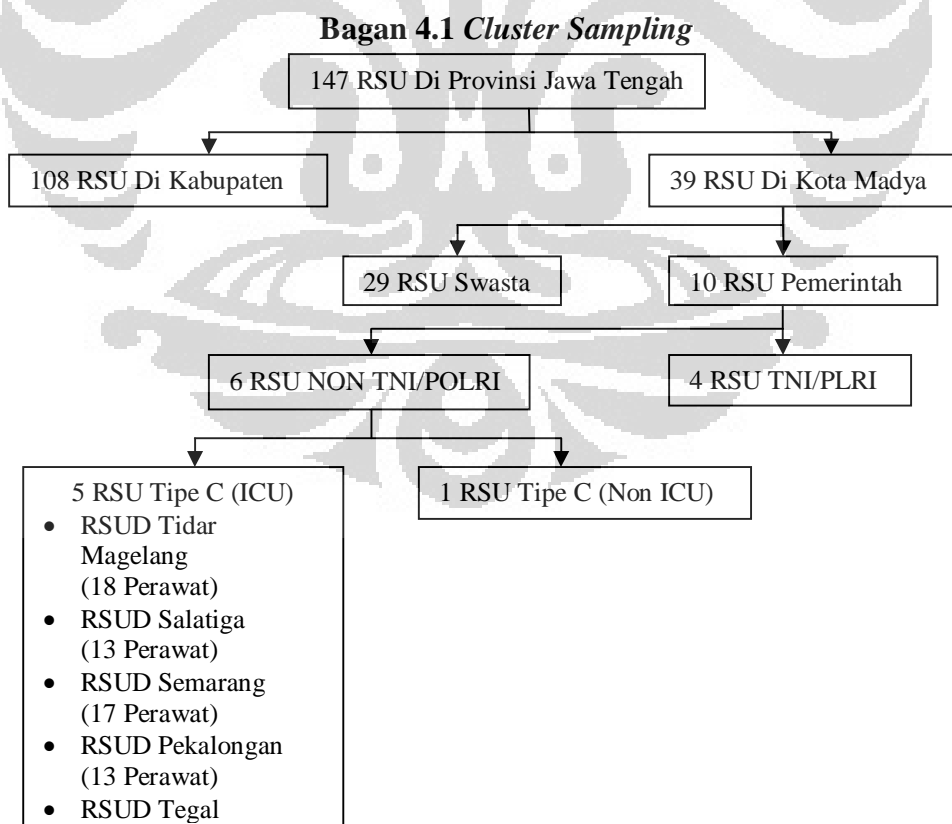 Bagan 4.1 Cluster Sampling
147 RSU Di Provinsi Jawa Tengah
108 RSU Di Kabupaten
39 RSU Di Kota Madya
29 RSU Swasta
10 RSU Pemerintah
6 RSU NON TNI/POLRI
4 RSU TNI/PLRI
5 RSU Tipe C (ICU)
• RSUD Tidar
Magelang
(18 Perawat)
• RSUD Salatiga
(13 Perawat)
• RSUD Semarang
(17 Perawat)
• RSUD Pekalongan
(13 Perawat)
• RSUD Tegal
1 RSU Tipe C (Non ICU)